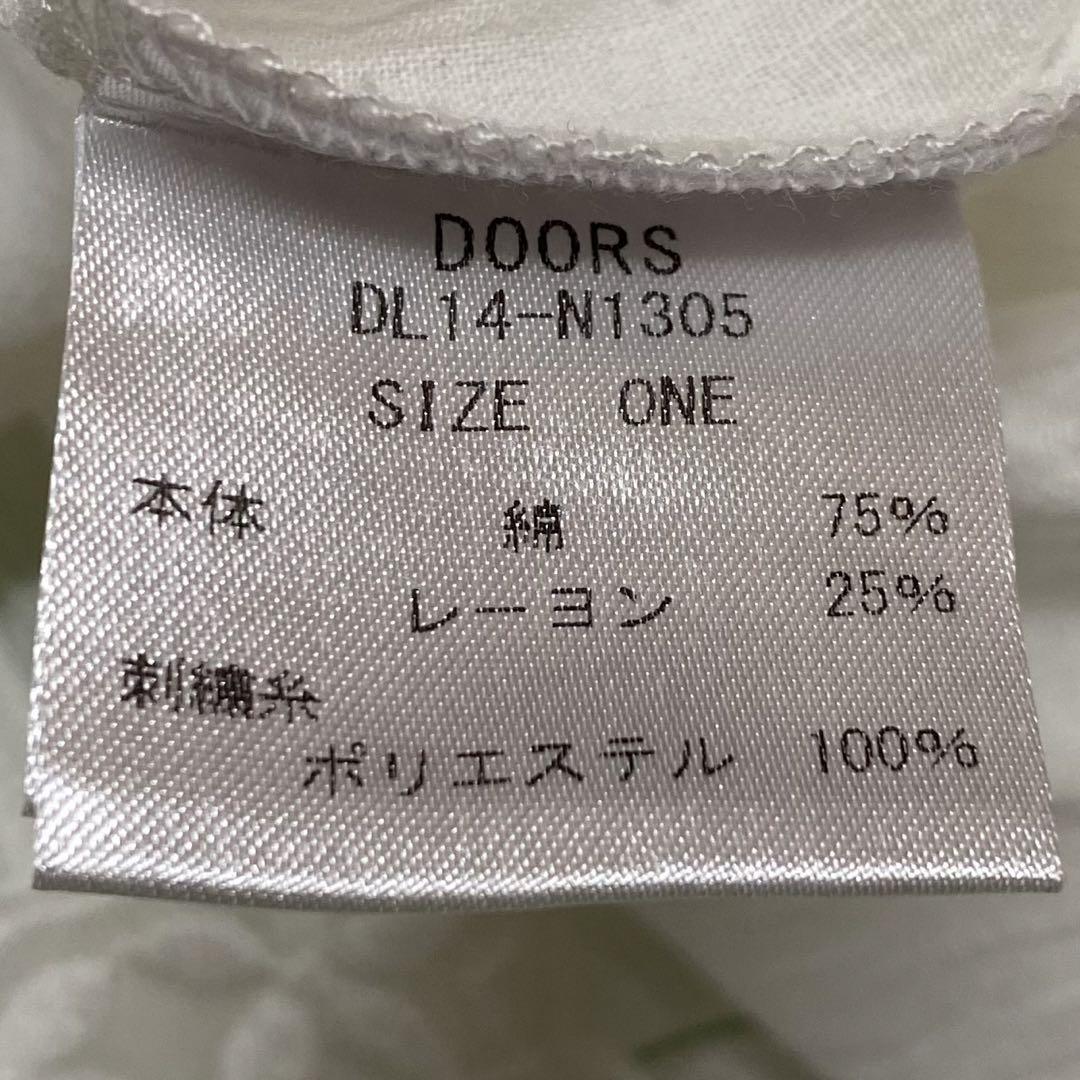 DOORS
DL14-N1305
SIZE ONE
本体 綿 75%
レーヨン 25%
刺繍糸
ポリエステル 100%